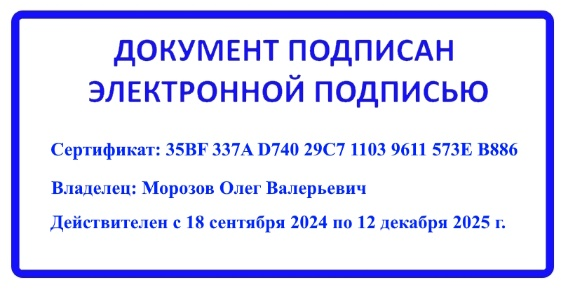 ДОКУМЕНТ ПОДПИСАН
ЭЛЕКТРОННОЙ ПОДПИСЬЮ
Сертификат: 35BF 337A D740 29C7 1103 9611 573E B886
Владелец: Морозов Олег Валерьевич
Действителен с 18 сентября 2024 по 12 декабря 2025 г.